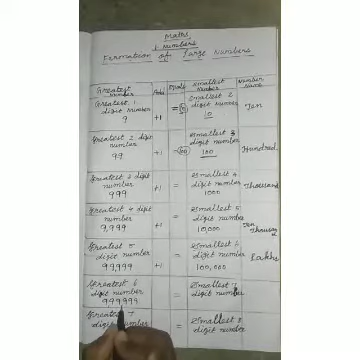 Maths
1 Numbers
Formation of Large Numbers
Greatest number Add Equals Smallest Number Number Name
Greatest 1 digit number 9 +1 = 10 Smallest 2 digit number 10 Ten
Greatest 2 digit number 99 +1 = 100 Smallest 3 digit number 100 Hundred
Greatest 3 digit number 999 +1 = Smallest 4 digit number 1000 Thousand
Greatest 4 digit number 9,999 +1 = Smallest 5 digit number 10,000 Ten Thousand
Greatest 5 digit number 99,999 +1 = Smallest 6 digit number 100,000 Lakhs
Greatest 6 digit number 999999 = Smallest 7 digit number
Greatest 7 digit number = Smallest 8 digit number